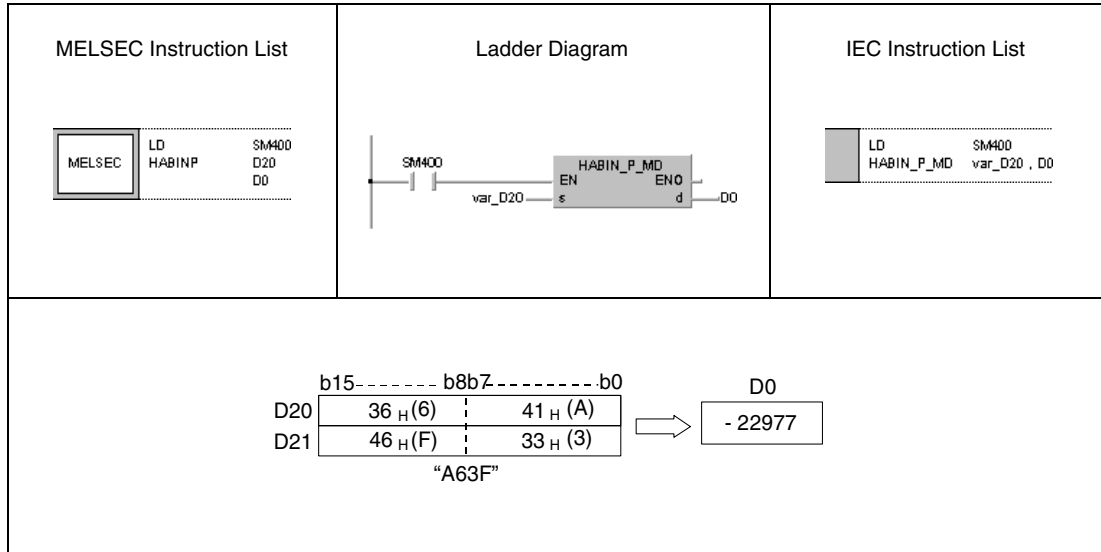 MELSEC Instruction List
Ladder Diagram
IEC Instruction List
MELSEC
LD SM400
HABINP D20
D0
SM400
HABIN_P_MD
EN ENO
var_D20 s d D0
LD SM400
HABIN_P_MD var_D20 , D0
b15 b8b7 b0
D0
D20 36 H (6) 41 H (A)
- 22977
D21 46 H (F) 33 H (3)
“A63F”